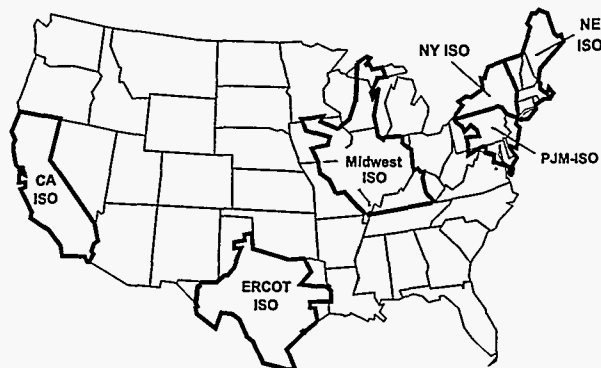 NE
ISO
NY ISO
PJM-ISO
Midwest
ISO
CA
ISO
ERCOT
ISO